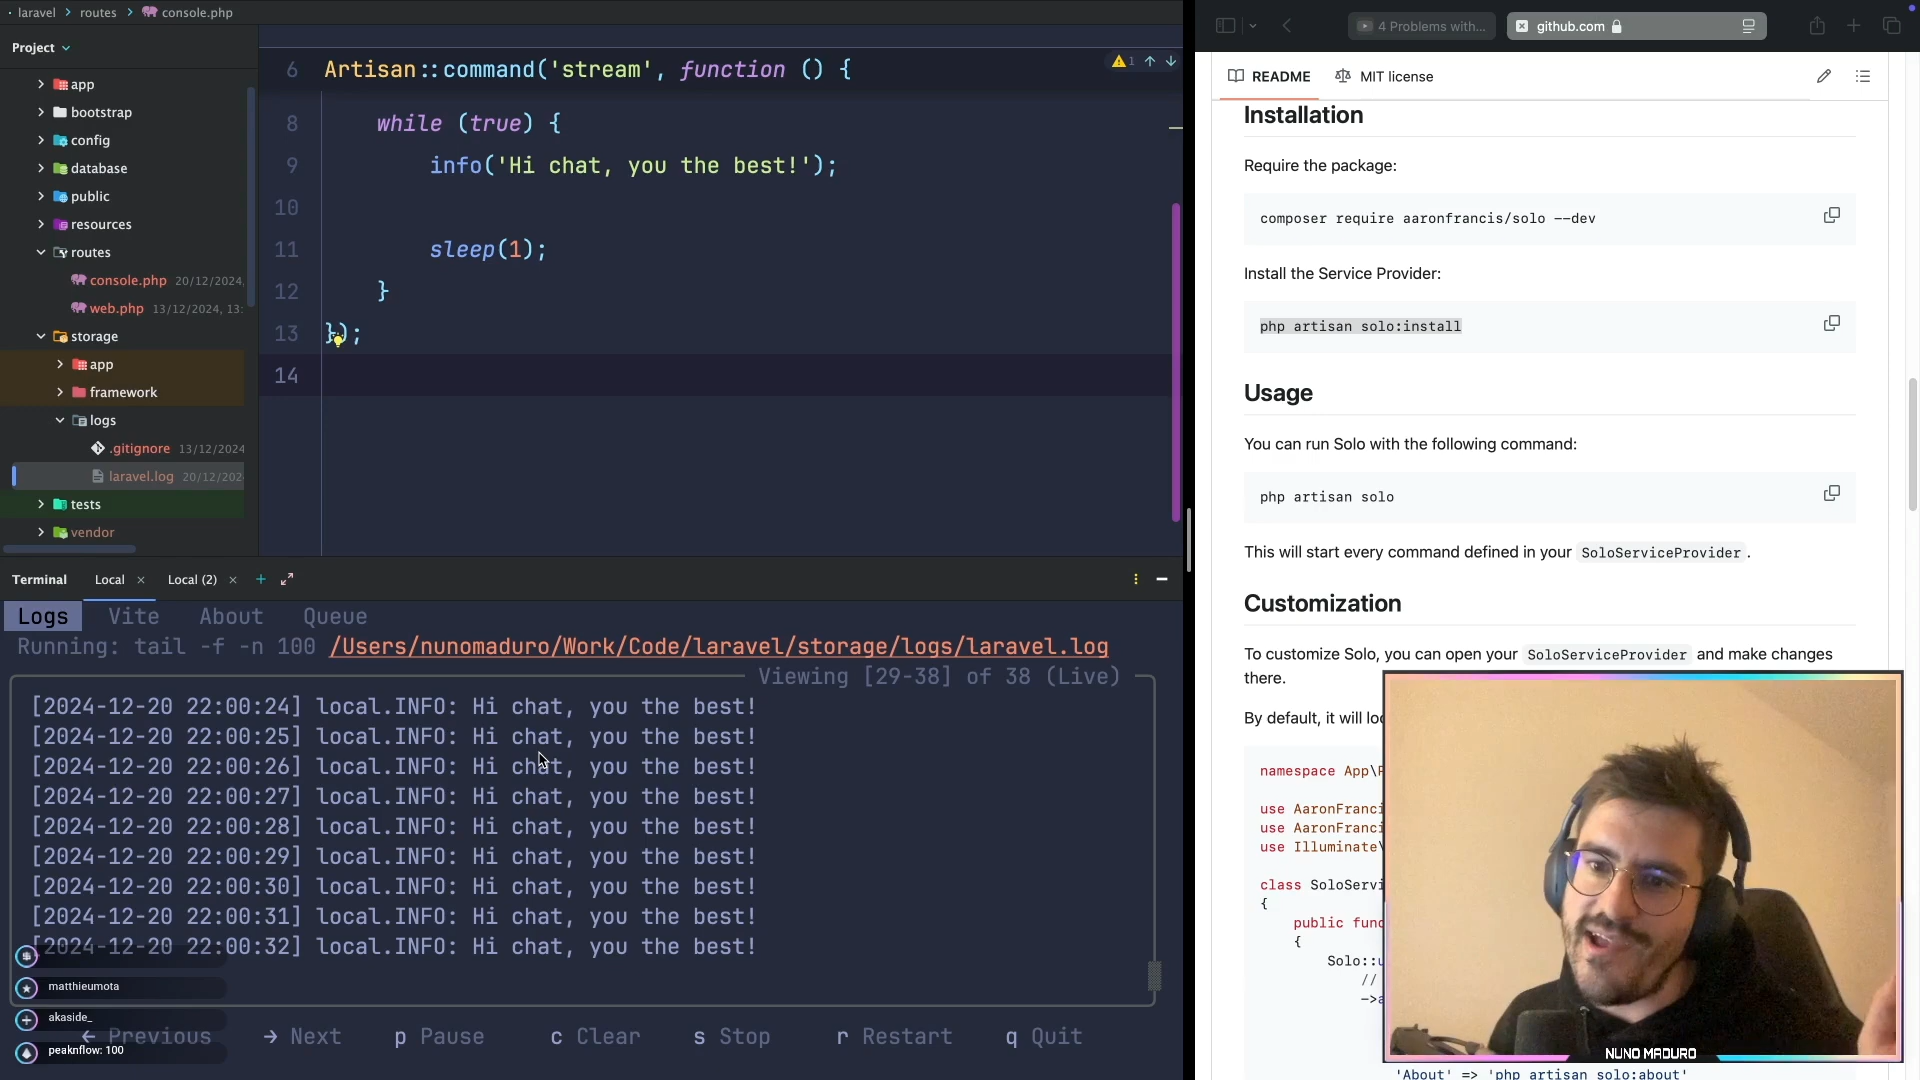 laravel > routes > console.php
Project
app
bootstrap
config
database
public
resources
routes
console.php 20/12/2024,
web.php 13/12/2024, 13:
storage
app
framework
logs
.gitignore 13/12/2024
laravel.log 20/12/202
tests
vendor
6 Artisan::command('stream', function () {
8 while (true) {
9 info('Hi chat, you the best!');
10
11 sleep(1);
12 }
13 });
14
1
Terminal Local × Local (2) × +
Logs Vite About Queue
Running: tail -f -n 100 /Users/nunomaduro/Work/Code/laravel/storage/logs/laravel.log
Viewing [29-38] of 38 (Live)
[2024-12-20 22:00:24] local.INFO: Hi chat, you the best!
[2024-12-20 22:00:25] local.INFO: Hi chat, you the best!
[2024-12-20 22:00:26] local.INFO: Hi chat, you the best!
[2024-12-20 22:00:27] local.INFO: Hi chat, you the best!
[2024-12-20 22:00:28] local.INFO: Hi chat, you the best!
[2024-12-20 22:00:29] local.INFO: Hi chat, you the best!
[2024-12-20 22:00:30] local.INFO: Hi chat, you the best!
[2024-12-20 22:00:31] local.INFO: Hi chat, you the best!
[2024-12-20 22:00:32] local.INFO: Hi chat, you the best!
matthieumota
akaside_
peaknflow: 100
← Previous → Next p Pause c Clear s Stop r Restart q Quit
4 Problems with...
github.com
README MIT license
Installation
Require the package:
composer require aaronfrancis/solo --dev
Install the Service Provider:
php artisan solo:install
Usage
You can run Solo with the following command:
php artisan solo
This will start every command defined in your SoloServiceProvider.
Customization
To customize Solo, you can open your SoloServiceProvider and make changes
there.
By default, it will loo
namespace App\P
use AaronFranci
use AaronFranci
use Illuminate\
class SoloServi
{
public func
{
Solo::u
//
->a
'About' => 'php artisan solo:about'
NUNO MADURO